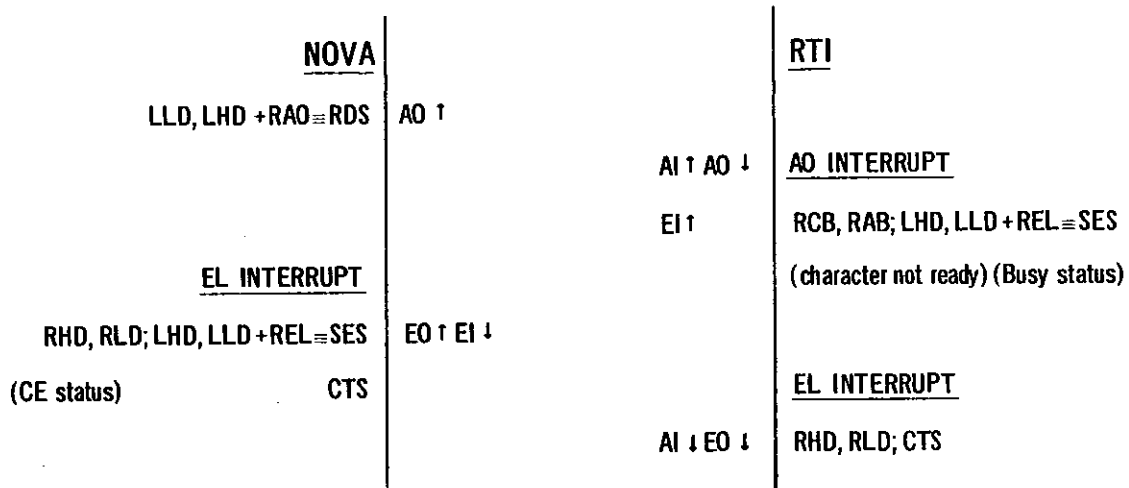 NOVA
RTI
LLD, LHD +RAO≡RDS AO ↑
AI ↑ AO ↓ AO INTERRUPT
EI ↑ RCB, RAB; LHD, LLD +REL≡SES
(character not ready) (Busy status)
EL INTERRUPT
RHD, RLD; LHD, LLD +REL≡SES EO ↑ EI ↓
(CE status) CTS
EL INTERRUPT
AI ↓ EO ↓ RHD, RLD; CTS